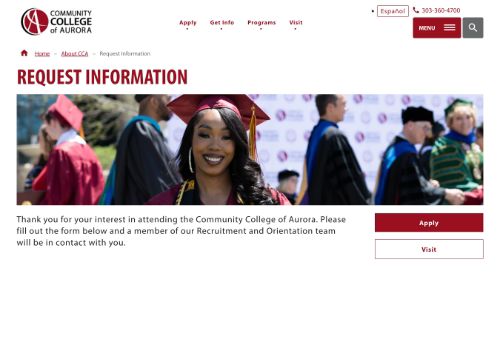 COMMUNITY
COLLEGE
of AURORA
Apply
Get Info
Programs
Visit
Español
303-360-4700
MENU
Home – About CCA – Request Information
REQUEST INFORMATION
Thank you for your interest in attending the Community College of Aurora. Please
fill out the form below and a member of our Recruitment and Orientation team
will be in contact with you.
Apply
Visit